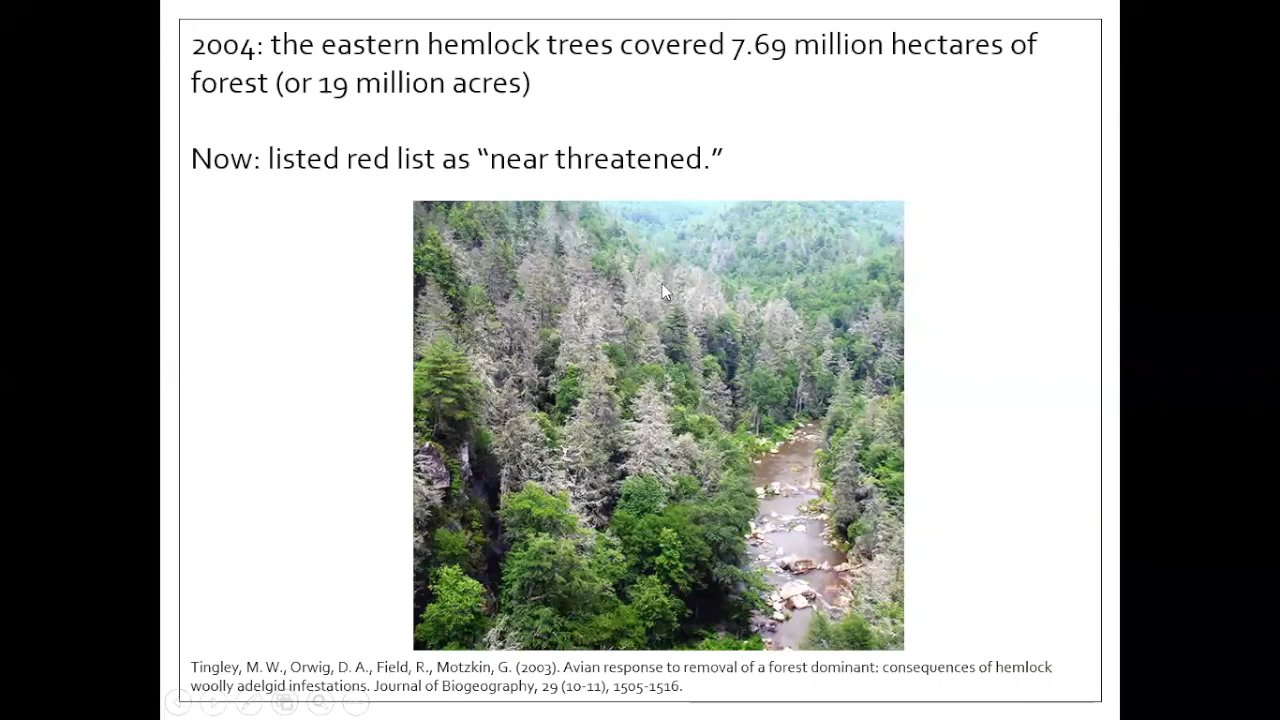 2004: the eastern hemlock trees covered 7.69 million hectares of
forest (or 19 million acres)
Now: listed red list as “near threatened.”
Tingley, M. W., Orwig, D. A., Field, R., Motzkin, G. (2003). Avian response to removal of a forest dominant: consequences of hemlock
woolly adelgid infestations. Journal of Biogeography, 29 (10-11), 1505-1516.